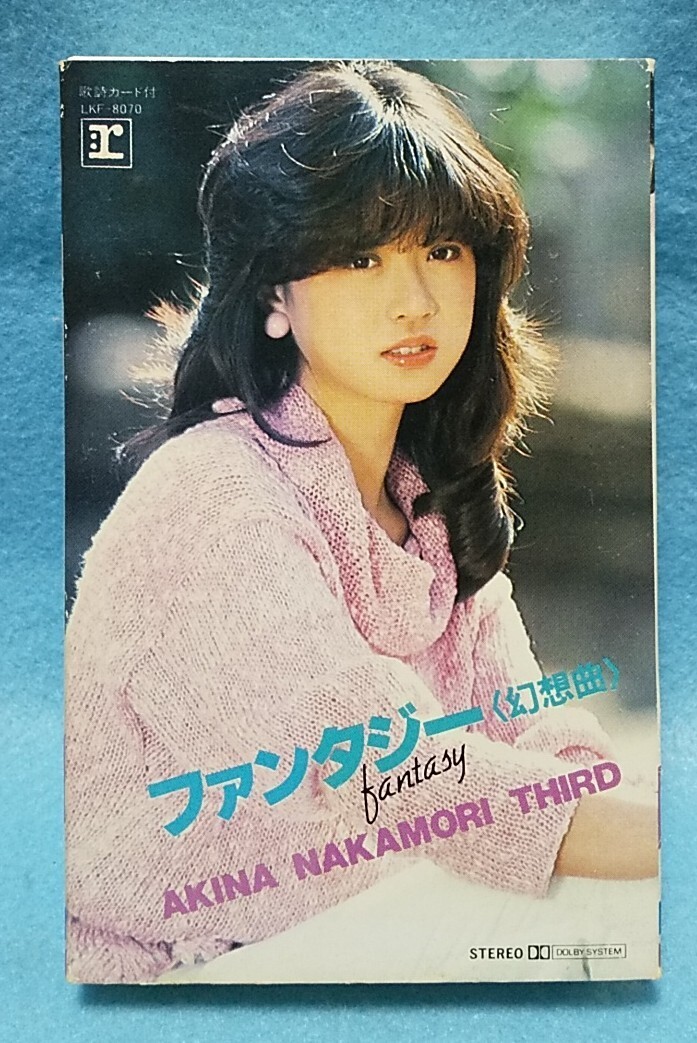 歌詩カード付
LKF-8070
r
ファンタジー〈幻想曲〉
fantasy
AKINA NAKAMORI THIRD
STEREO DOLBY SYSTEM